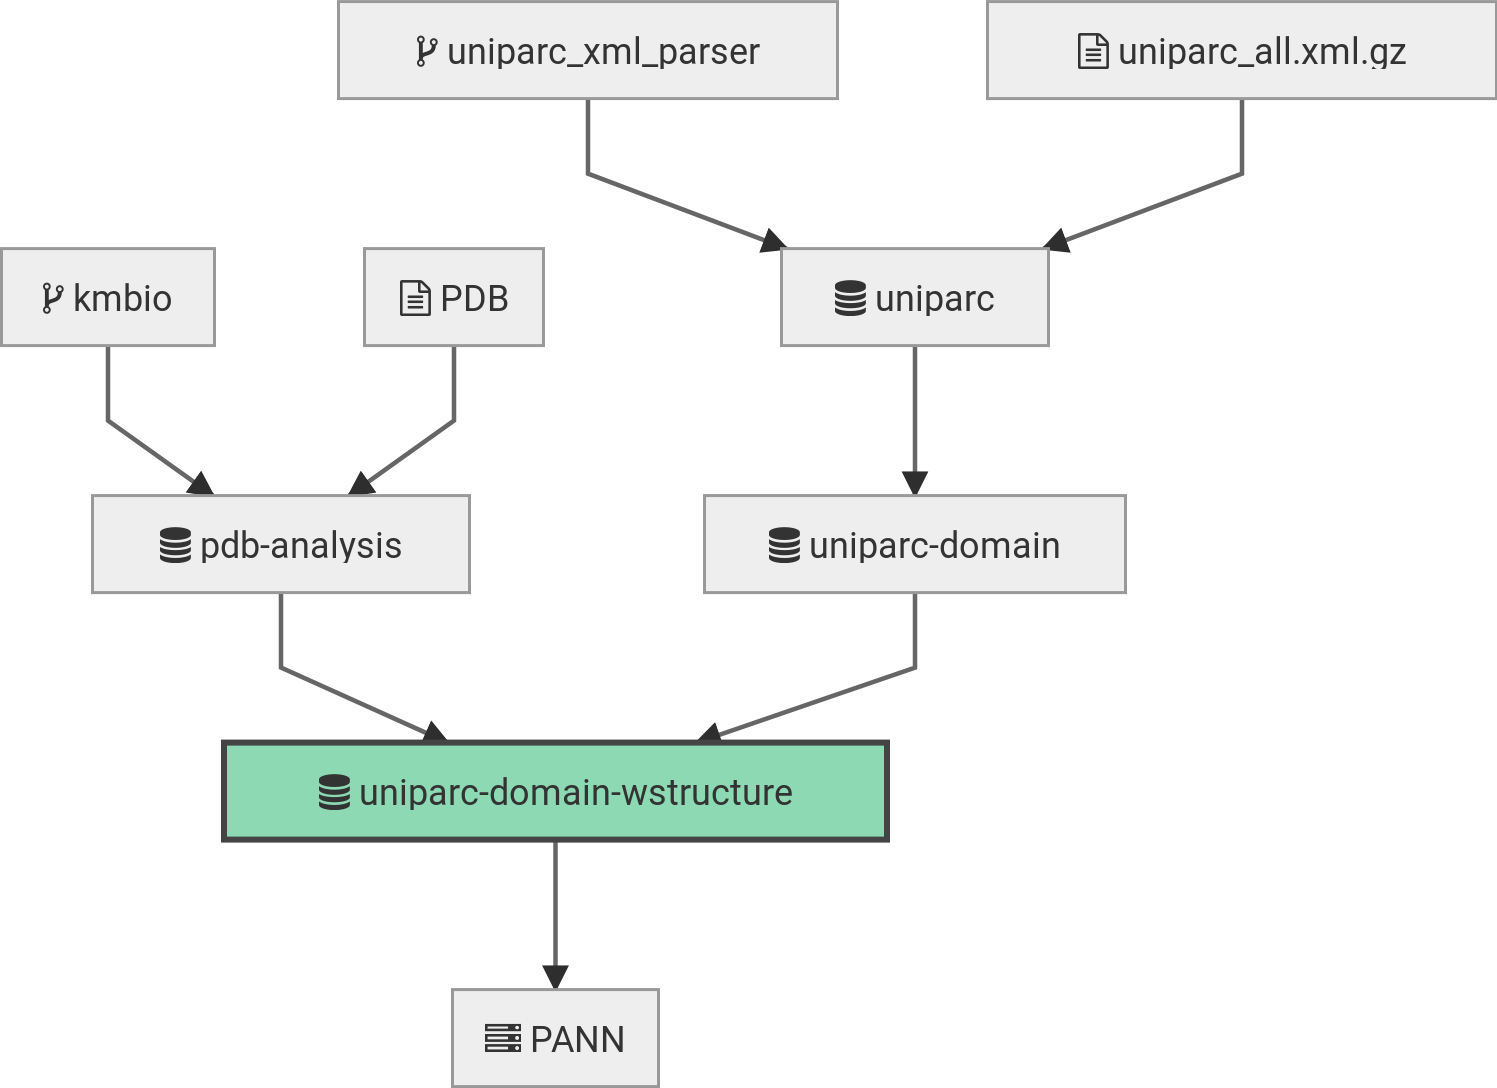 uniparc_xml_parser
uniparc_all.xml.gz
kmbio
PDB
uniparc
pdb-analysis
uniparc-domain
uniparc-domain-wstructure
PANN